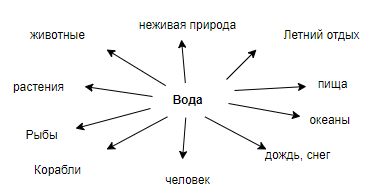 неживая природа
животные
Летний отдых
растения
пища
Вода
океаны
Рыбы
дождь, снег
Корабли
человек